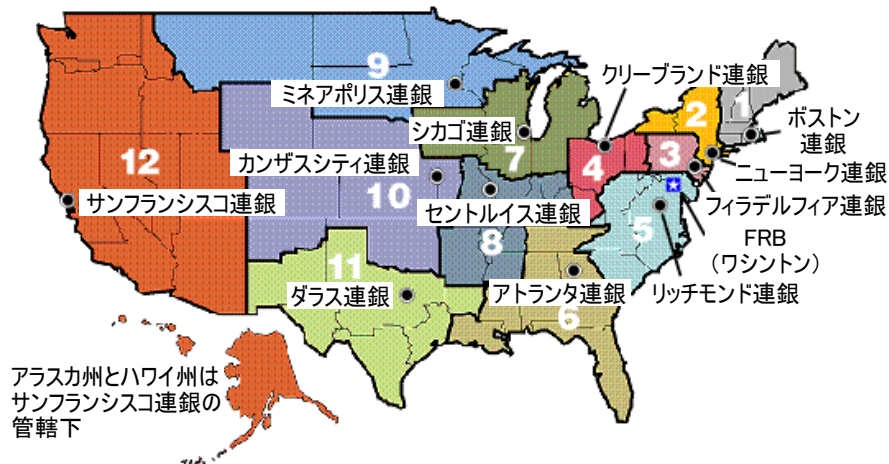 9
ミネアポリス連銀
クリーブランド連銀
2
1
ボストン
連銀
シカゴ連銀
7
4
3
ニューヨーク連銀
12
カンザスシティ連銀
10
サンフランシスコ連銀
セントルイス連銀
フィラデルフィア連銀
8
5
FRB
(ワシントン)
11
ダラス連銀
アトランタ連銀
リッチモンド連銀
6
アラスカ州とハワイ州は
サンフランシスコ連銀の
管轄下